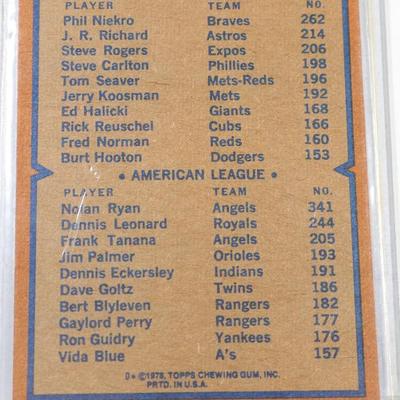 PLAYER TEAM NO.
Phil Niekro Braves 262
J. R. Richard Astros 214
Steve Rogers Expos 206
Steve Carlton Phillies 198
Tom Seaver Mets-Reds 196
Jerry Koosman Mets 192
Ed Halicki Giants 168
Rick Reuschel Cubs 166
Fred Norman Reds 160
Burt Hooton Dodgers 153
• AMERICAN LEAGUE •
PLAYER TEAM NO.
Nolan Ryan Angels 341
Dennis Leonard Royals 244
Frank Tanana Angels 205
Jim Palmer Orioles 193
Dennis Eckersley Indians 191
Dave Goltz Twins 186
Bert Blyleven Rangers 182
Gaylord Perry Rangers 177
Ron Guidry Yankees 176
Vida Blue A's 157
D* ©1978, TOPPS CHEWING GUM, INC.
PRTD. IN U.S.A.